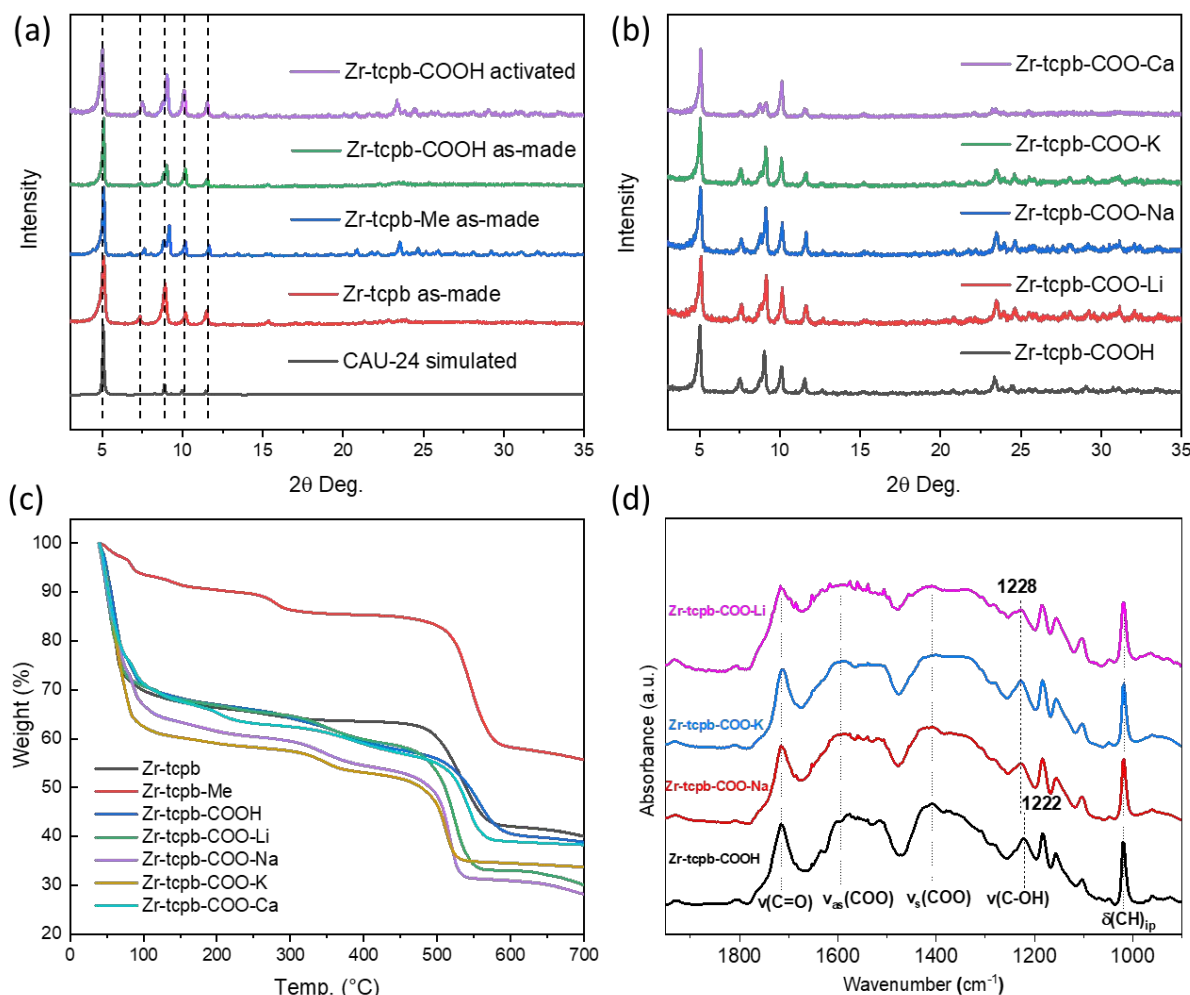 (a)
Zr-tcpb-COOH activated
Zr-tcpb-COOH as-made
Zr-tcpb-Me as-made
Zr-tcpb as-made
CAU-24 simulated
Intensity
5 10 15 20 25 30 35
2θ Deg.
(b)
Zr-tcpb-COO-Ca
Zr-tcpb-COO-K
Zr-tcpb-COO-Na
Zr-tcpb-COO-Li
Zr-tcpb-COOH
Intensity
5 10 15 20 25 30 35
2θ Deg.
(c)
100
90
80
70
60
50
40
30
20
Weight (%)
Zr-tcpb
Zr-tcpb-Me
Zr-tcpb-COOH
Zr-tcpb-COO-Li
Zr-tcpb-COO-Na
Zr-tcpb-COO-K
Zr-tcpb-COO-Ca
0 100 200 300 400 500 600 700
Temp. (°C)
(d)
1228
Zr-tcpb-COO-Li
Zr-tcpb-COO-K
Zr-tcpb-COO-Na
1222
Zr-tcpb-COOH
ν(C=O) νas(COO) νs(COO) ν(C-OH)
δ(CH)ip
Absorbance (a.u.)
1800 1600 1400 1200 1000
Wavenumber (cm⁻¹)